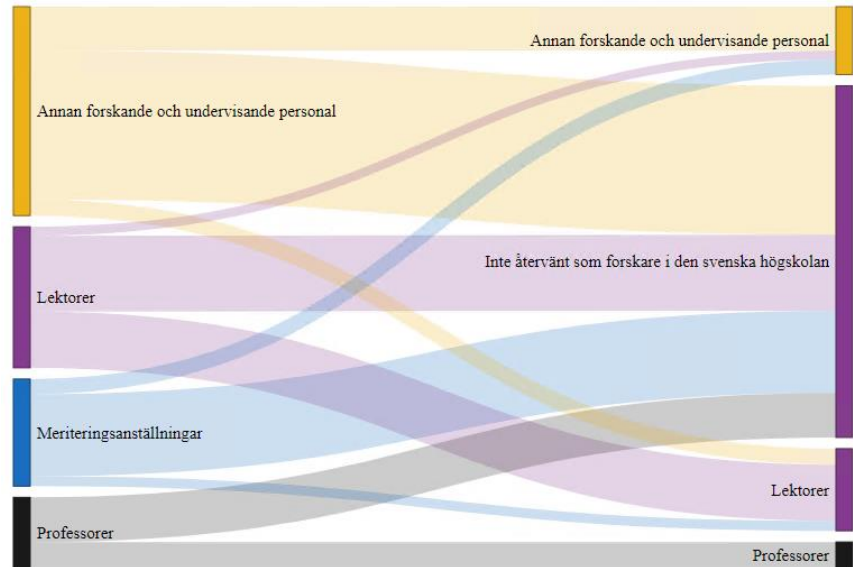 Annan forskande och undervisande personal
Annan forskande och undervisande personal
Inte återvänt som forskare i den svenska högskolan
Lektorer
Meriteringsanställningar
Lektorer
Professorer
Professorer